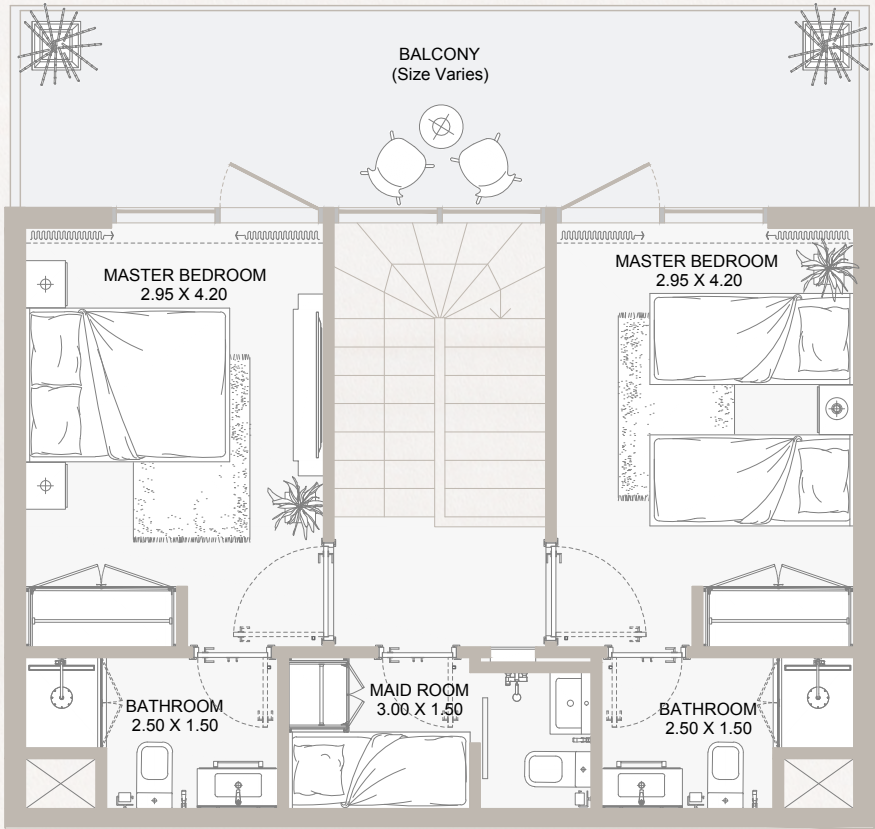 BALCONY
(Size Varies)
MASTER BEDROOM
2.95 X 4.20
MASTER BEDROOM
2.95 X 4.20
BATHROOM
2.50 X 1.50
MAID ROOM
3.00 X 1.50
BATHROOM
2.50 X 1.50